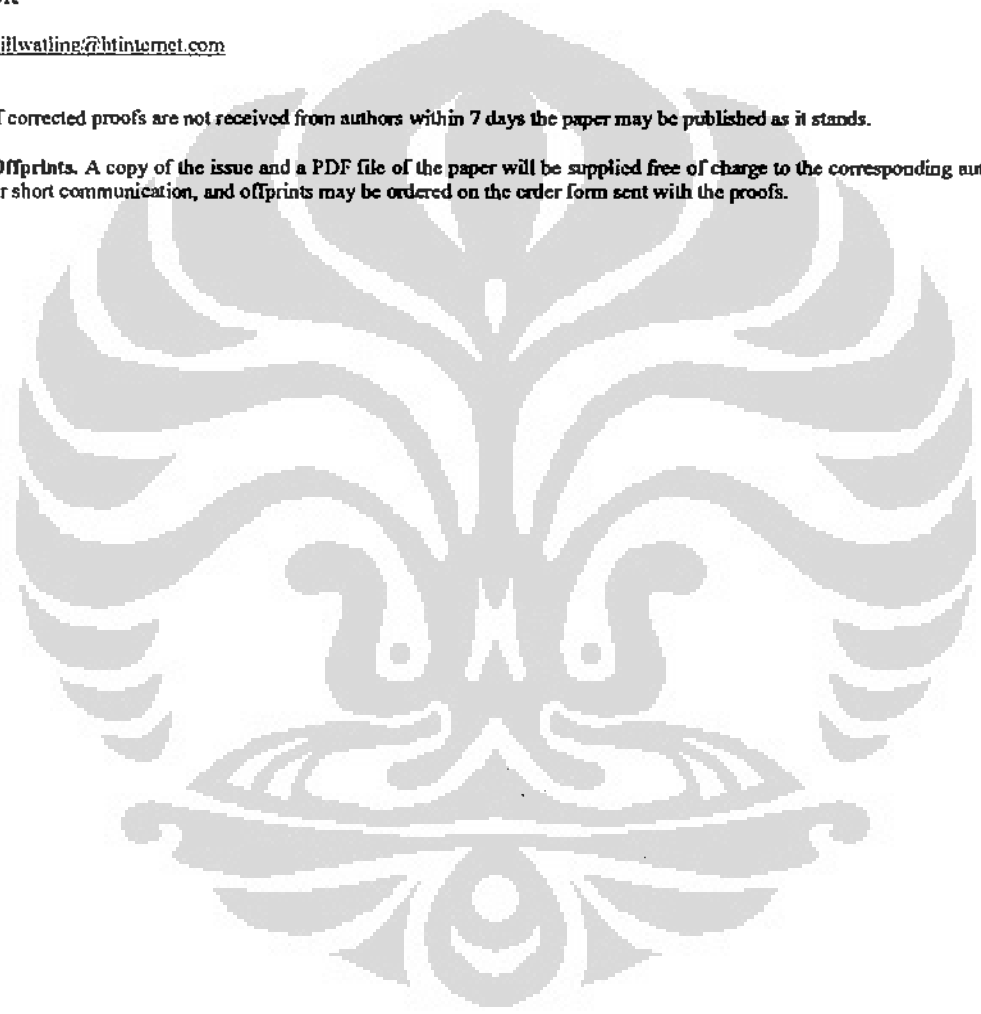 illwatling@btinternet.com
f corrected proofs are not received from authors within 7 days the paper may be published as it stands.
Offprints. A copy of the issue and a PDF file of the paper will be supplied free of charge to the corresponding aut
r short communication, and offprints may be ordered on the order form sent with the proofs.